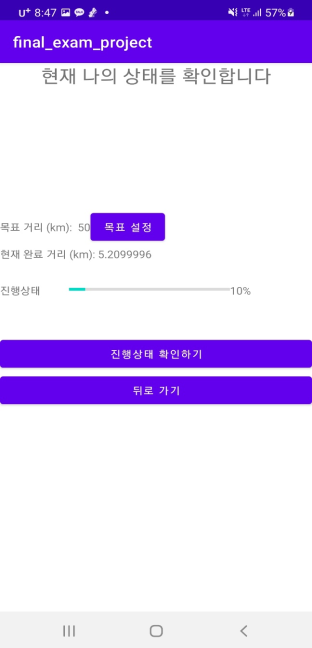 U+ 8:47 LTE 57%
final_exam_project
현재 나의 상태를 확인합니다
목표 거리 (km): 50 목표 설정
현재 완료 거리 (km): 5.2099996
진행상태 10%
진행상태 확인하기
뒤로 가기